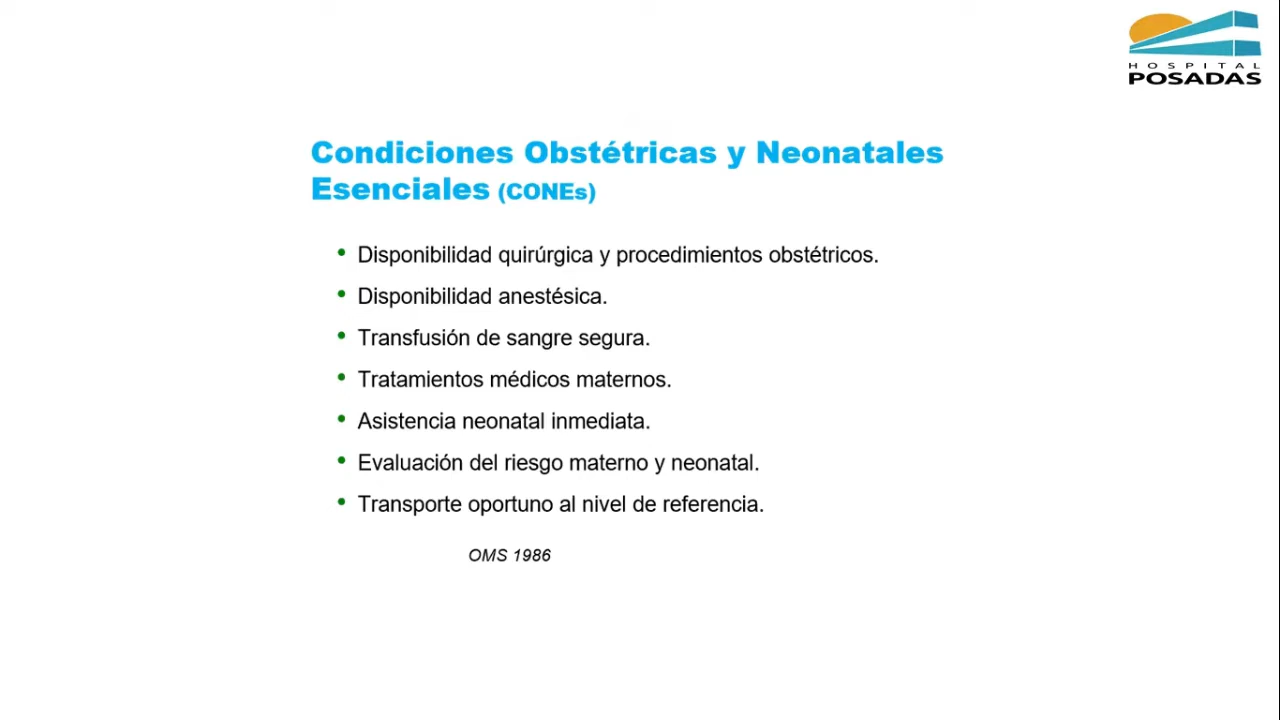 HOSPITAL
POSADAS
Condiciones Obstétricas y Neonatales
Esenciales (CONEs)
• Disponibilidad quirúrgica y procedimientos obstétricos.
• Disponibilidad anestésica.
• Transfusión de sangre segura.
• Tratamientos médicos maternos.
• Asistencia neonatal inmediata.
• Evaluación del riesgo materno y neonatal.
• Transporte oportuno al nivel de referencia.
OMS 1986